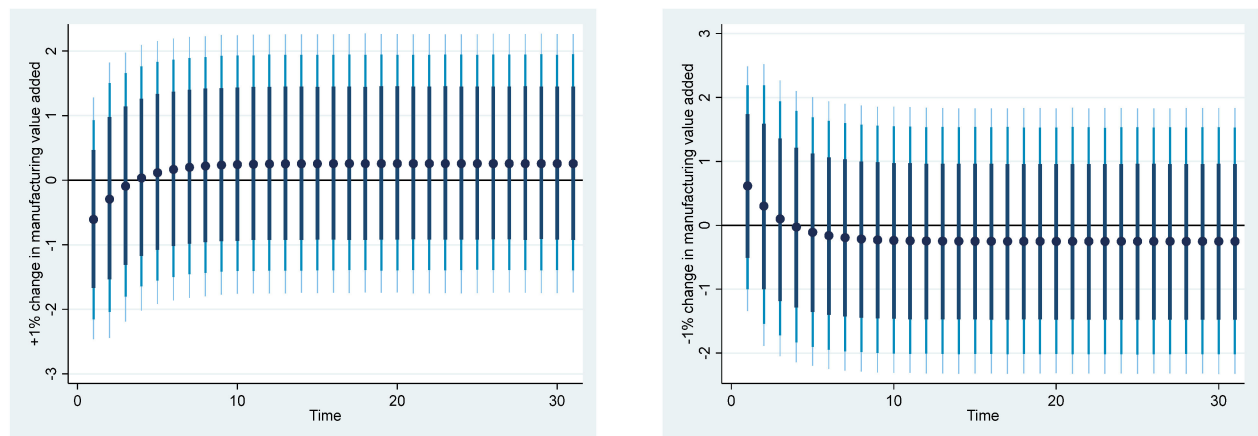 +1% change in manufacturing value added
2
1
0
-1
-2
-3
0 10 20 30
Time
-1% change in manufacturing value added
3
2
1
0
-1
-2
0 10 20 30
Time